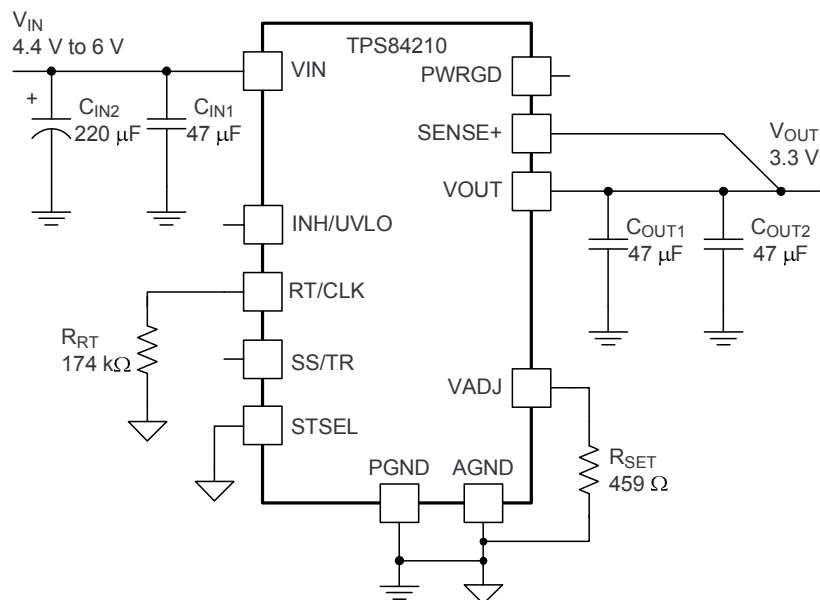 V_IN
4.4 V to 6 V
TPS84210
VIN
PWRGD
+
C_IN2
220 μF
C_IN1
47 μF
SENSE+
V_OUT
3.3 V
VOUT
INH/UVLO
C_OUT1
47 μF
C_OUT2
47 μF
RT/CLK
R_RT
174 kΩ
SS/TR
VADJ
STSEL
PGND
AGND
R_SET
459 Ω